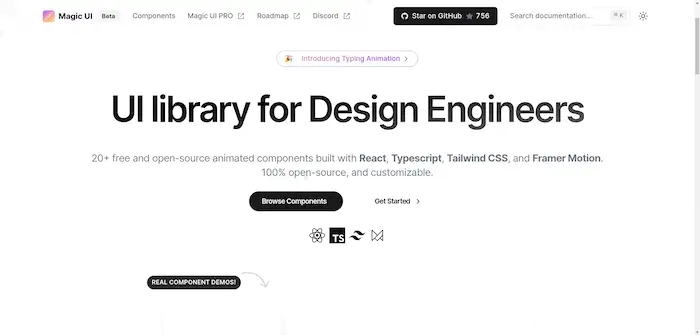 Magic UI Beta Components Magic UI PRO Roadmap Discord Star on GitHub 756 Search documentation... ⌘ K
🎉 Introducing Typing Animation
UI library for Design Engineers
20+ free and open-source animated components built with React, Typescript, Tailwind CSS, and Framer Motion.
100% open-source, and customizable.
Browse Components Get Started
TS
REAL COMPONENT DEMOS!